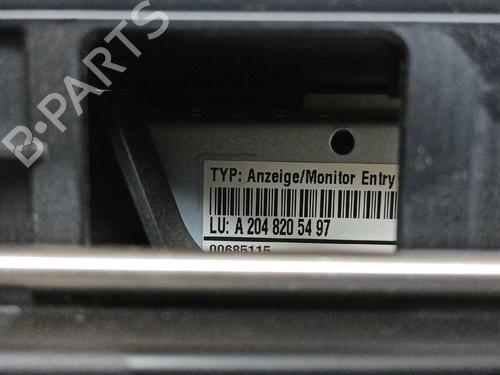 B-PARTS
TYP: Anzeige/Monitor Entry
LU: A 204 820 54 97
00685115